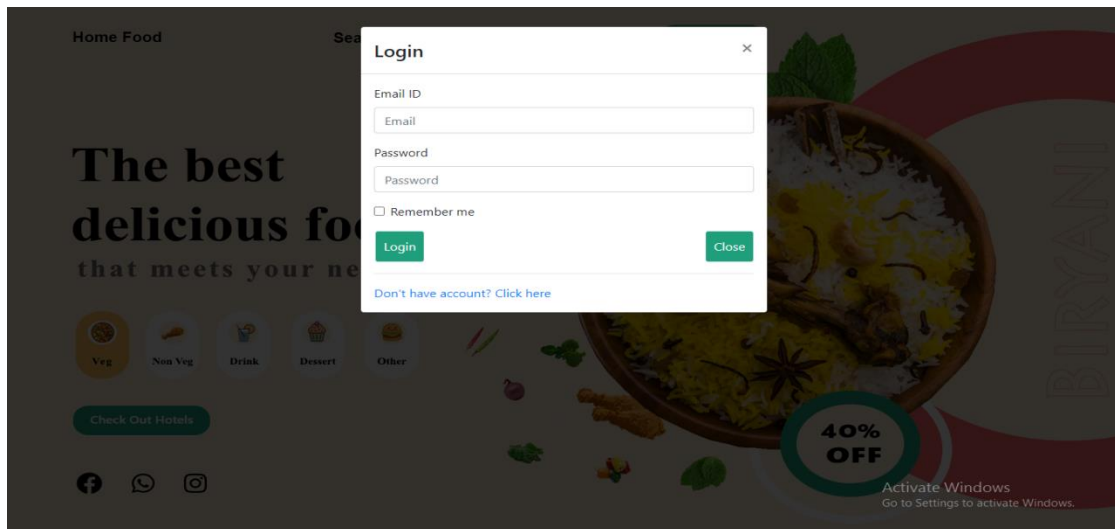 Home Food
Sea
Login ×
Email ID
Email
Password
Password
Remember me
Login Close
Don't have account? Click here
The best
delicious foo
that meets your ne
Veg Non Veg Drink Dessert Other
Check Out Hotels
BIRYANI
40%
OFF
Activate Windows
Go to Settings to activate Windows.